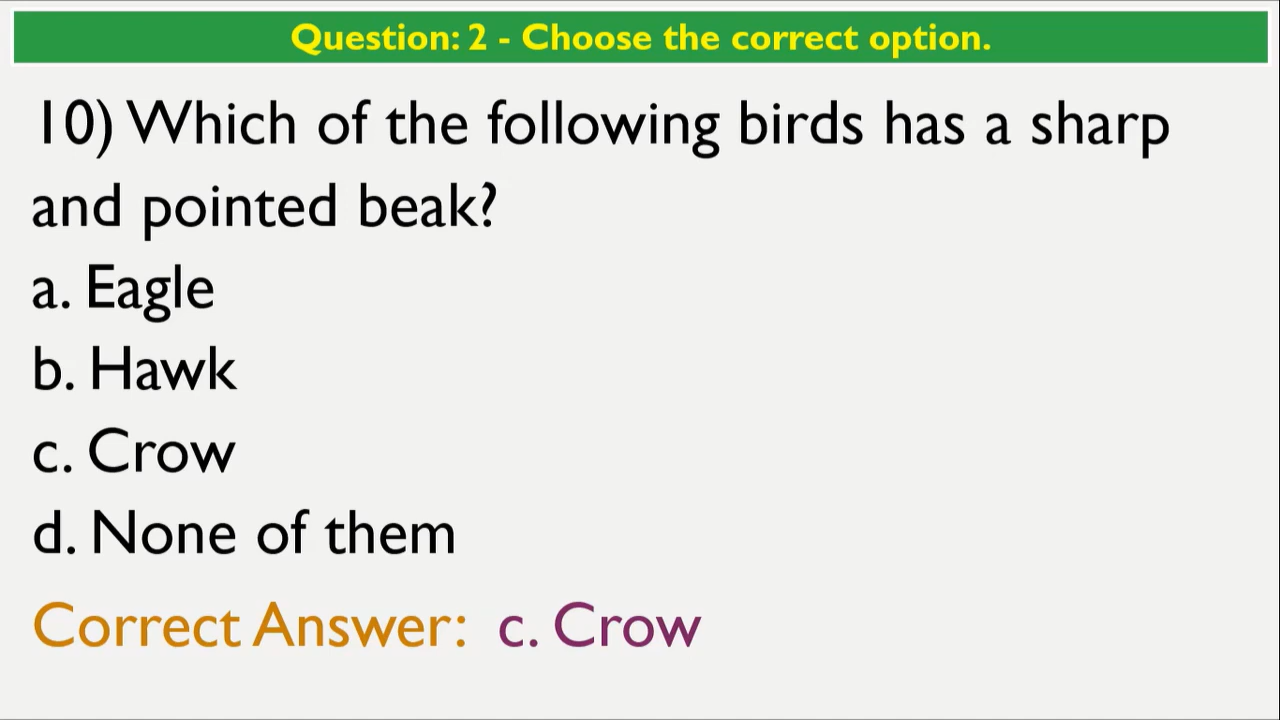 Question: 2 - Choose the correct option.
10) Which of the following birds has a sharp
and pointed beak?
a. Eagle
b. Hawk
c. Crow
d. None of them
Correct Answer: c. Crow